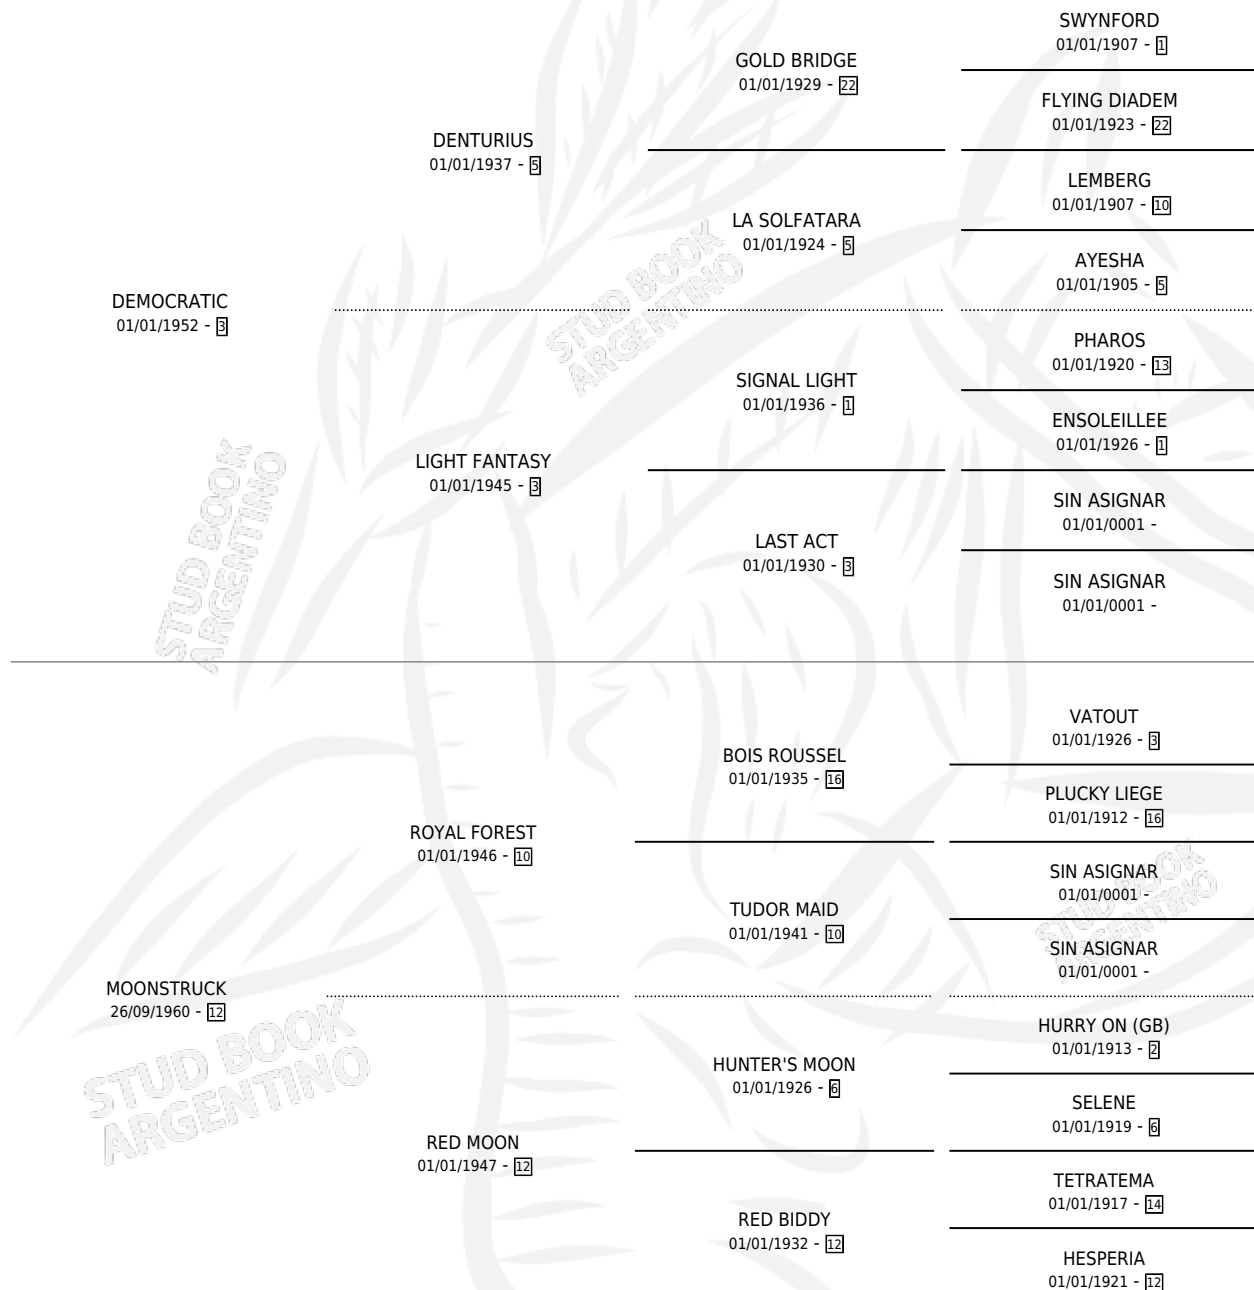 SWYNFORD
01/01/1907 - 1
GOLD BRIDGE
01/01/1929 - 22
FLYING DIADEM
01/01/1923 - 22
DENTURIUS
01/01/1937 - 5
LEMBERG
01/01/1907 - 10
LA SOLFATARA
01/01/1924 - 5
AYESHA
01/01/1905 - 5
DEMOCRATIC
01/01/1952 - 3
PHAROS
01/01/1920 - 13
SIGNAL LIGHT
01/01/1936 - 1
ENSOLEILLEE
01/01/1926 - 1
LIGHT FANTASY
01/01/1945 - 3
SIN ASIGNAR
01/01/0001 -
LAST ACT
01/01/1930 - 3
SIN ASIGNAR
01/01/0001 -
VATOUT
01/01/1926 - 3
BOIS ROUSSEL
01/01/1935 - 16
PLUCKY LIEGE
01/01/1912 - 16
ROYAL FOREST
01/01/1946 - 10
SIN ASIGNAR
01/01/0001 -
TUDOR MAID
01/01/1941 - 10
SIN ASIGNAR
01/01/0001 -
MOONSTRUCK
26/09/1960 - 12
HURRY ON (GB)
01/01/1913 - 2
HUNTER'S MOON
01/01/1926 - 6
SELENE
01/01/1919 - 6
RED MOON
01/01/1947 - 12
TETRATEMA
01/01/1917 - 14
RED BIDDY
01/01/1932 - 12
HESPERIA
01/01/1921 - 12
STUD BOOK
ARGENTINO
STUD BOOK
ARGENTINO
STUD BOOK
ARGENTINO
STUD BOOK
ARGENTINO